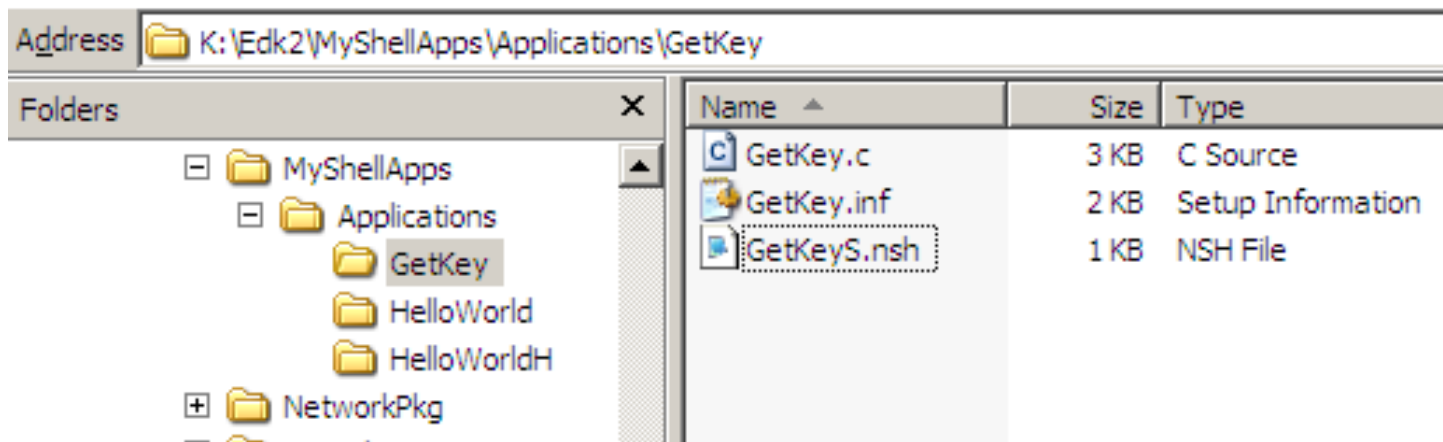 Address K:\Edk2\MyShellApps\Applications\GetKey
Folders
MyShellApps
Applications
GetKey
HelloWorld
HelloWorldH
NetworkPkg
Name Size Type
GetKey.c 3 KB C Source
GetKey.inf 2 KB Setup Information
GetKeyS.nsh 1 KB NSH File